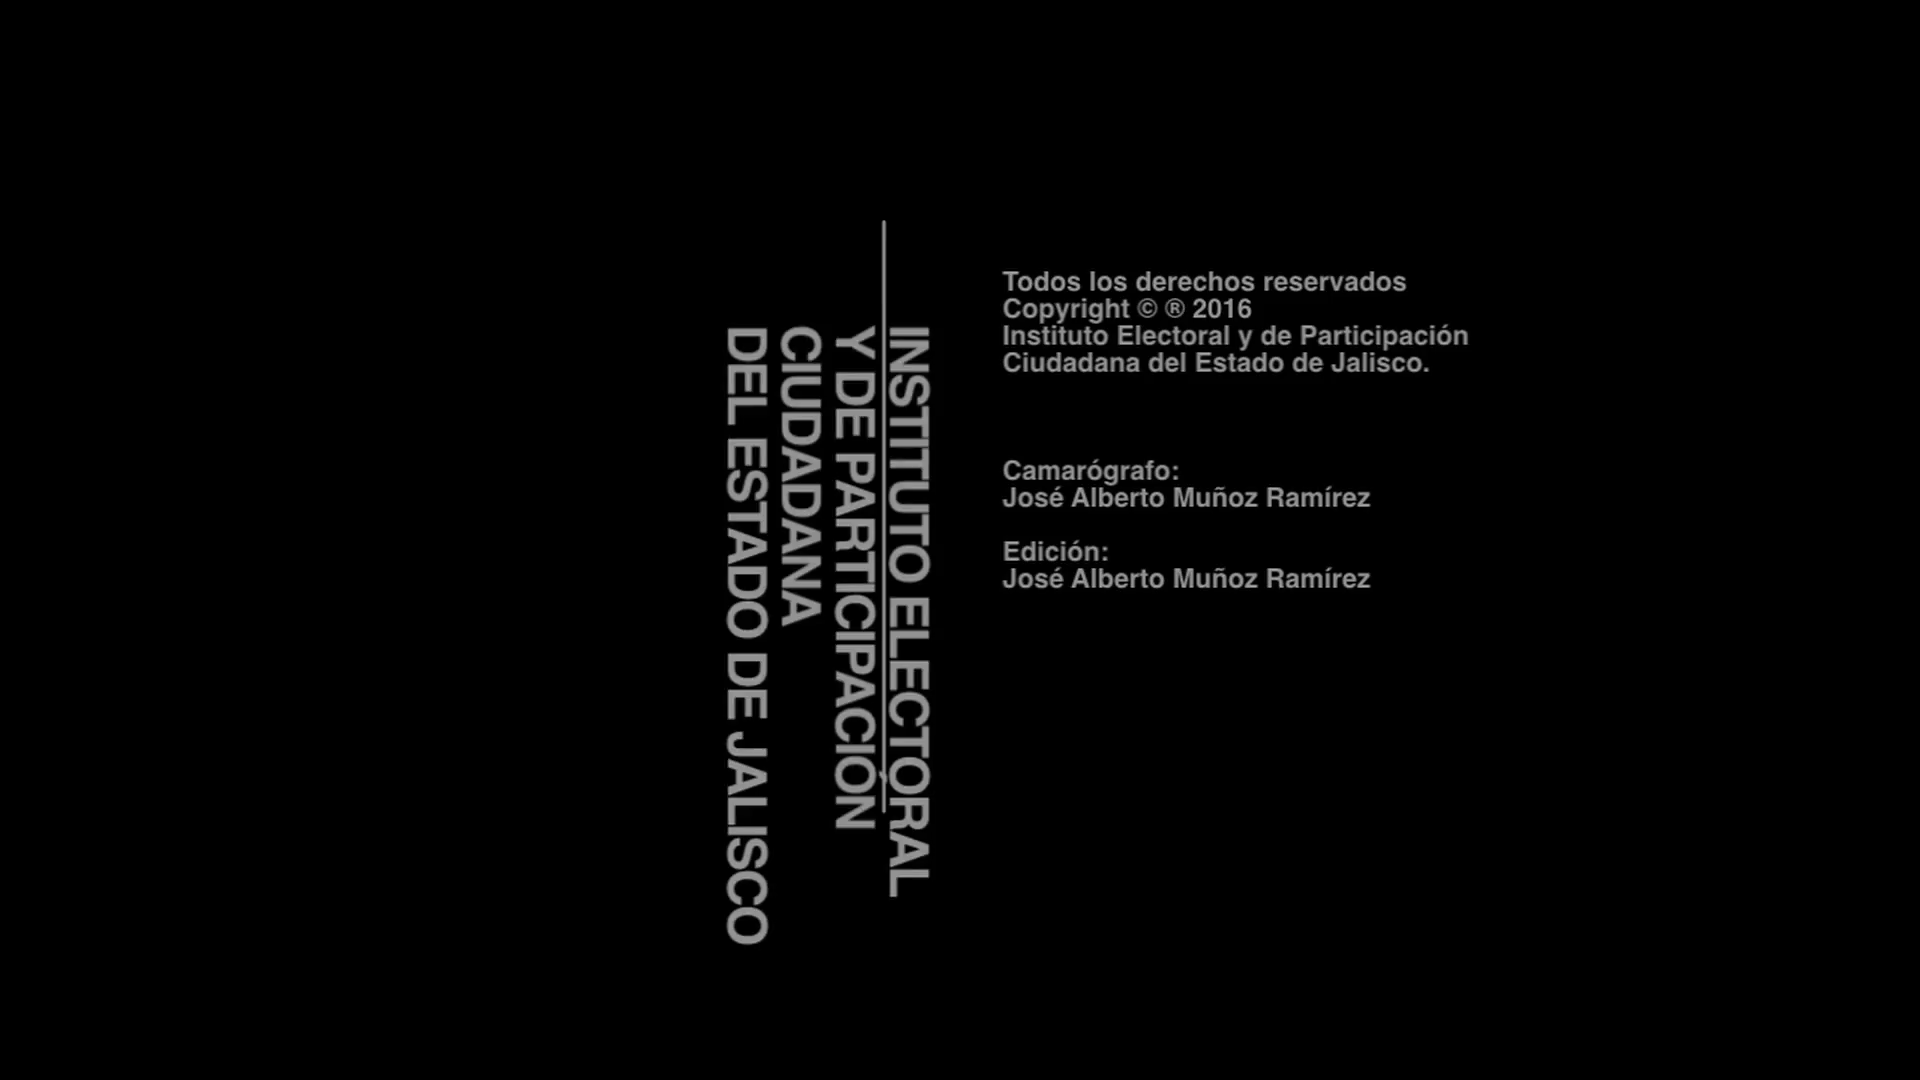 INSTITUTO ELECTORAL
Y DE PARTICIPACIÓN
CIUDADANA
DEL ESTADO DE JALISCO
Todos los derechos reservados
Copyright © ® 2016
Instituto Electoral y de Participación
Ciudadana del Estado de Jalisco.
Camarógrafo:
José Alberto Muñoz Ramírez
Edición:
José Alberto Muñoz Ramírez